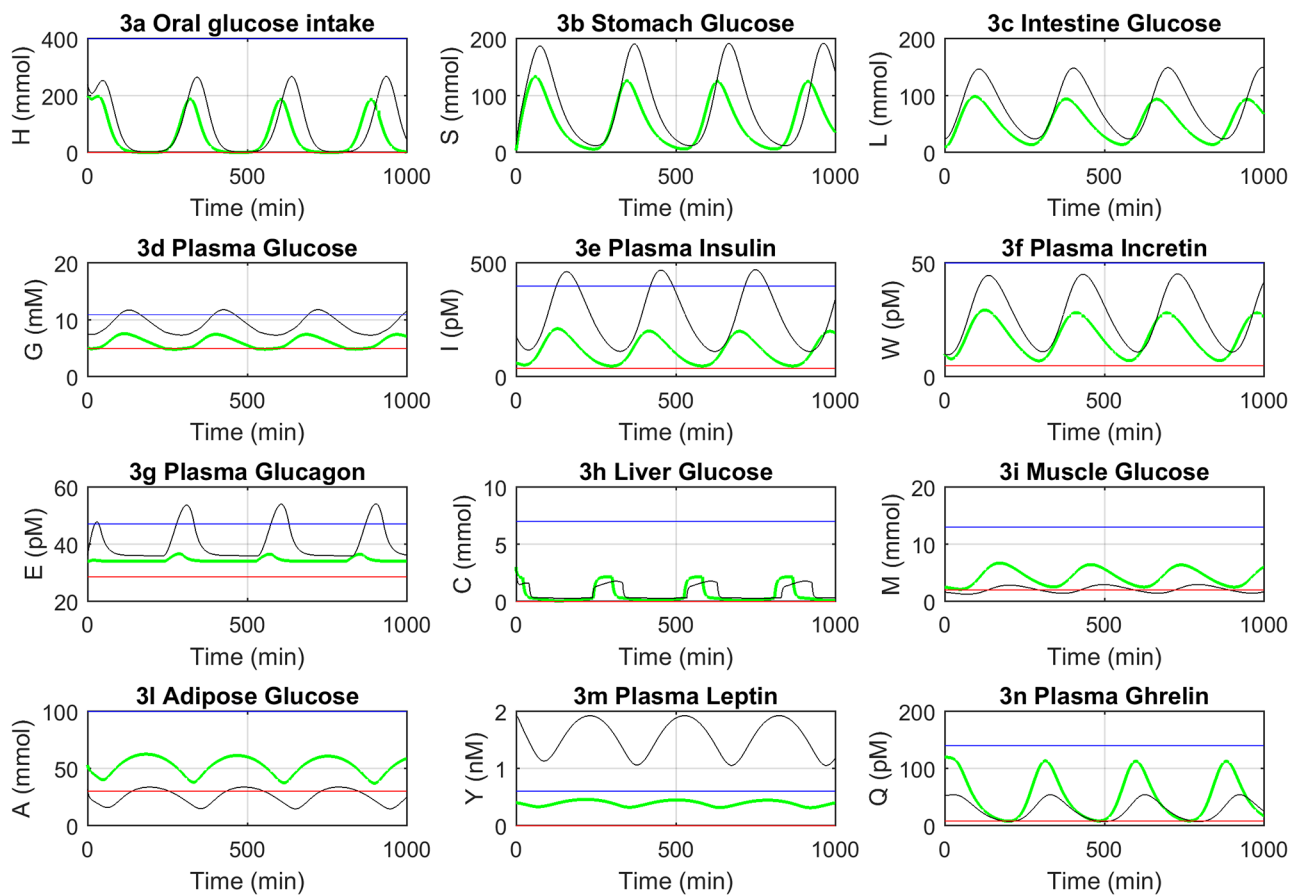 3a Oral glucose intake
H (mmol)
400
200
0
0
500
1000
Time (min)
3b Stomach Glucose
S (mmol)
200
100
0
0
500
1000
Time (min)
3c Intestine Glucose
L (mmol)
200
100
0
0
500
1000
Time (min)
3d Plasma Glucose
G (mM)
20
10
0
0
500
1000
Time (min)
3e Plasma Insulin
I (pM)
500
0
0
500
1000
Time (min)
3f Plasma Incretin
W (pM)
50
0
0
500
1000
Time (min)
3g Plasma Glucagon
E (pM)
60
40
20
0
500
1000
Time (min)
3h Liver Glucose
C (mmol)
10
5
0
0
500
1000
Time (min)
3i Muscle Glucose
M (mmol)
20
10
0
0
500
1000
Time (min)
3l Adipose Glucose
A (mmol)
100
50
0
0
500
1000
Time (min)
3m Plasma Leptin
Y (nM)
2
1
0
0
500
1000
Time (min)
3n Plasma Ghrelin
Q (pM)
200
100
0
0
500
1000
Time (min)